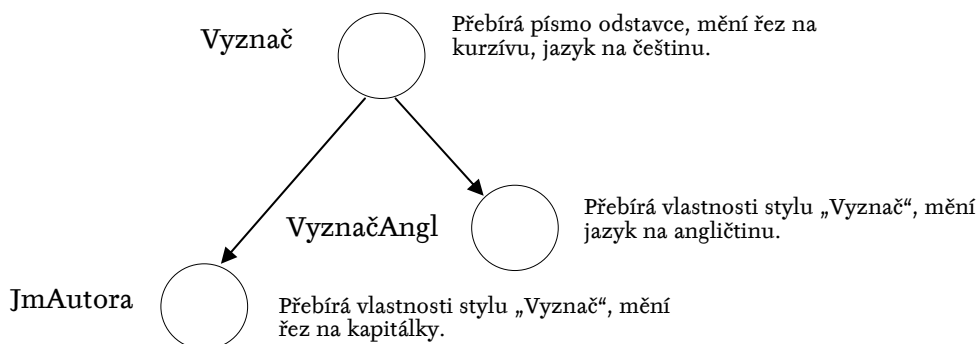 Vyznač
Přebírá písmo odstavce, mění řez na
kurzívu, jazyk na češtinu.
VyznačAngl
Přebírá vlastnosti stylu „Vyznač“, mění
jazyk na angličtinu.
JmAutora
Přebírá vlastnosti stylu „Vyznač“, mění
řez na kapitálky.